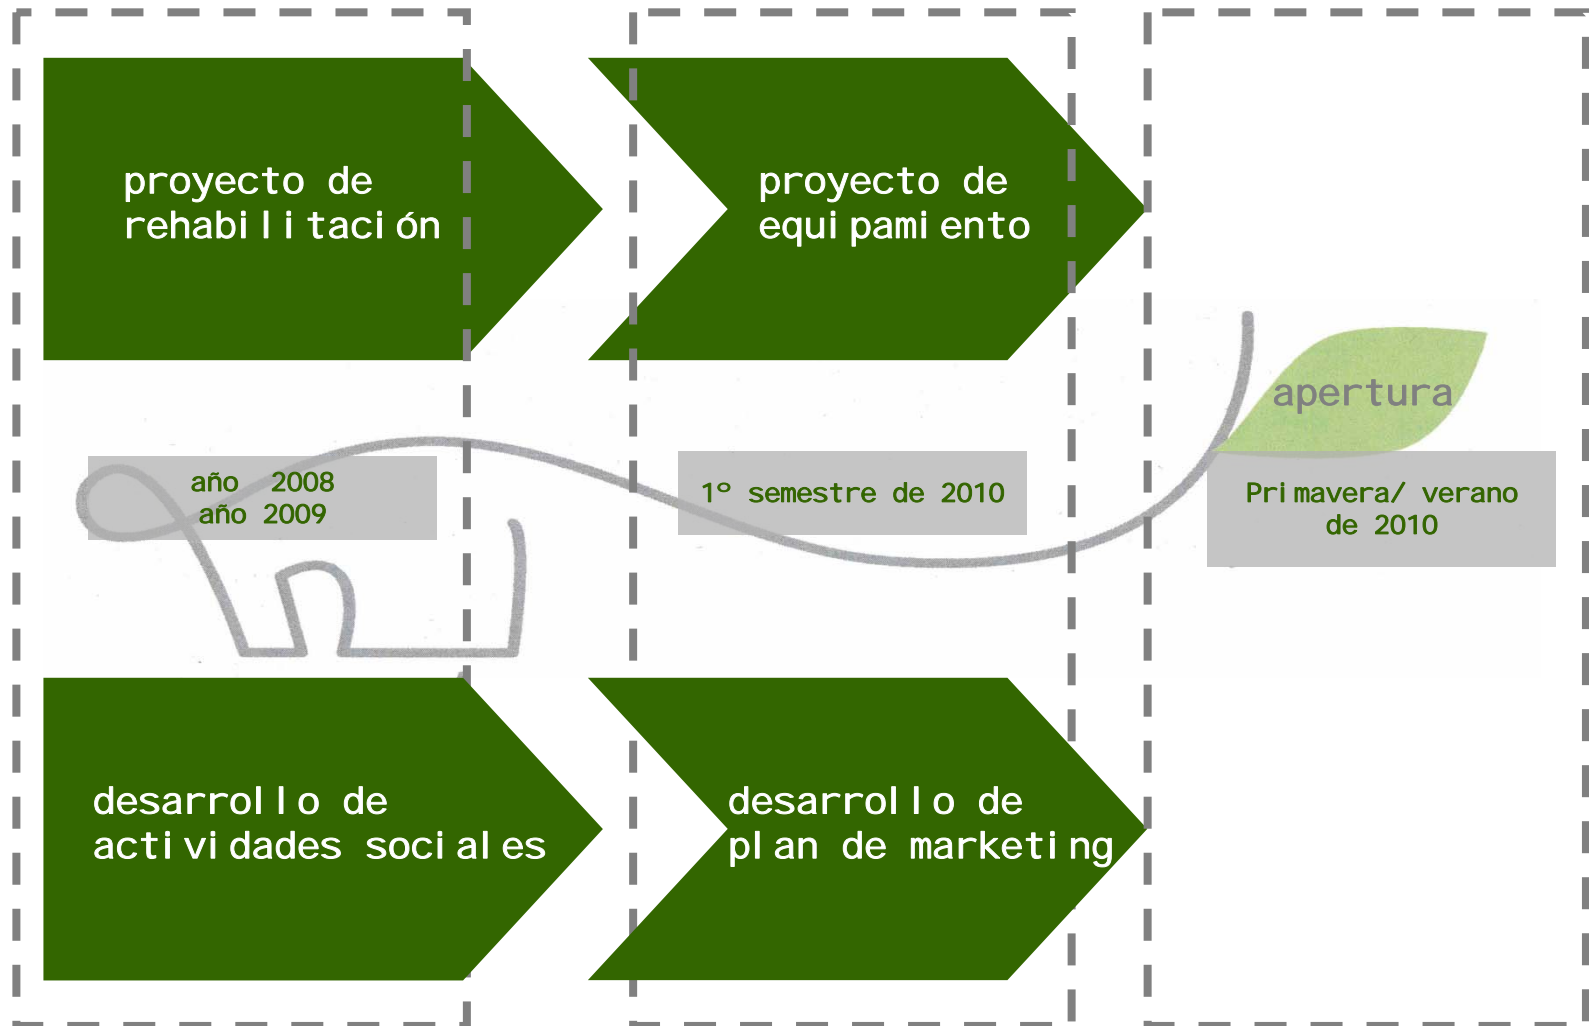 proyecto de
rehabilitación
proyecto de
equipamiento
apertura
año 2008
año 2009
1º semestre de 2010
Primavera/ verano
de 2010
desarrollo de
actividades sociales
desarrollo de
plan de marketing